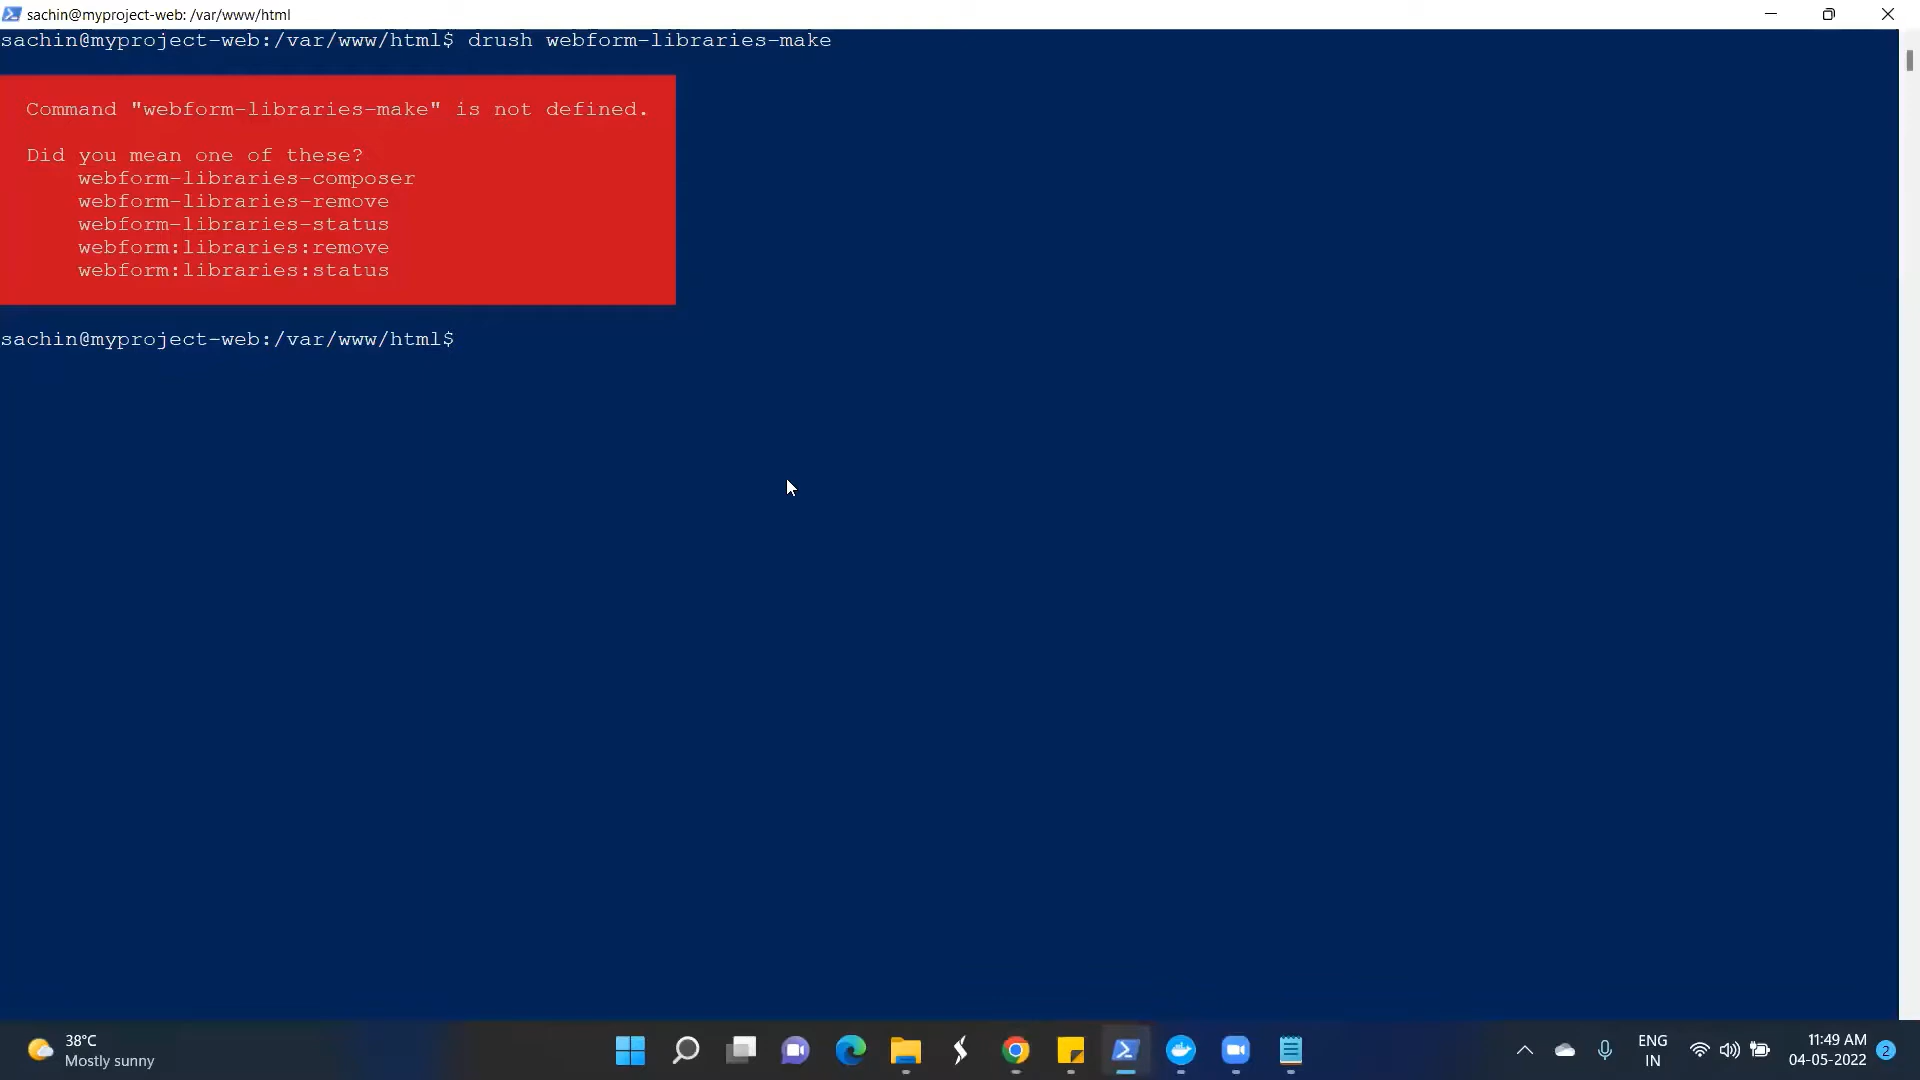 sachin@myproject-web: /var/www/html
sachin@myproject-web:/var/www/html$ drush webform-libraries-make
Command "webform-libraries-make" is not defined.
Did you mean one of these?
webform-libraries-composer
webform-libraries-remove
webform-libraries-status
webform:libraries:remove
webform:libraries:status
sachin@myproject-web:/var/www/html$
38°C
Mostly sunny
ENG
IN
11:49 AM
04-05-2022
2